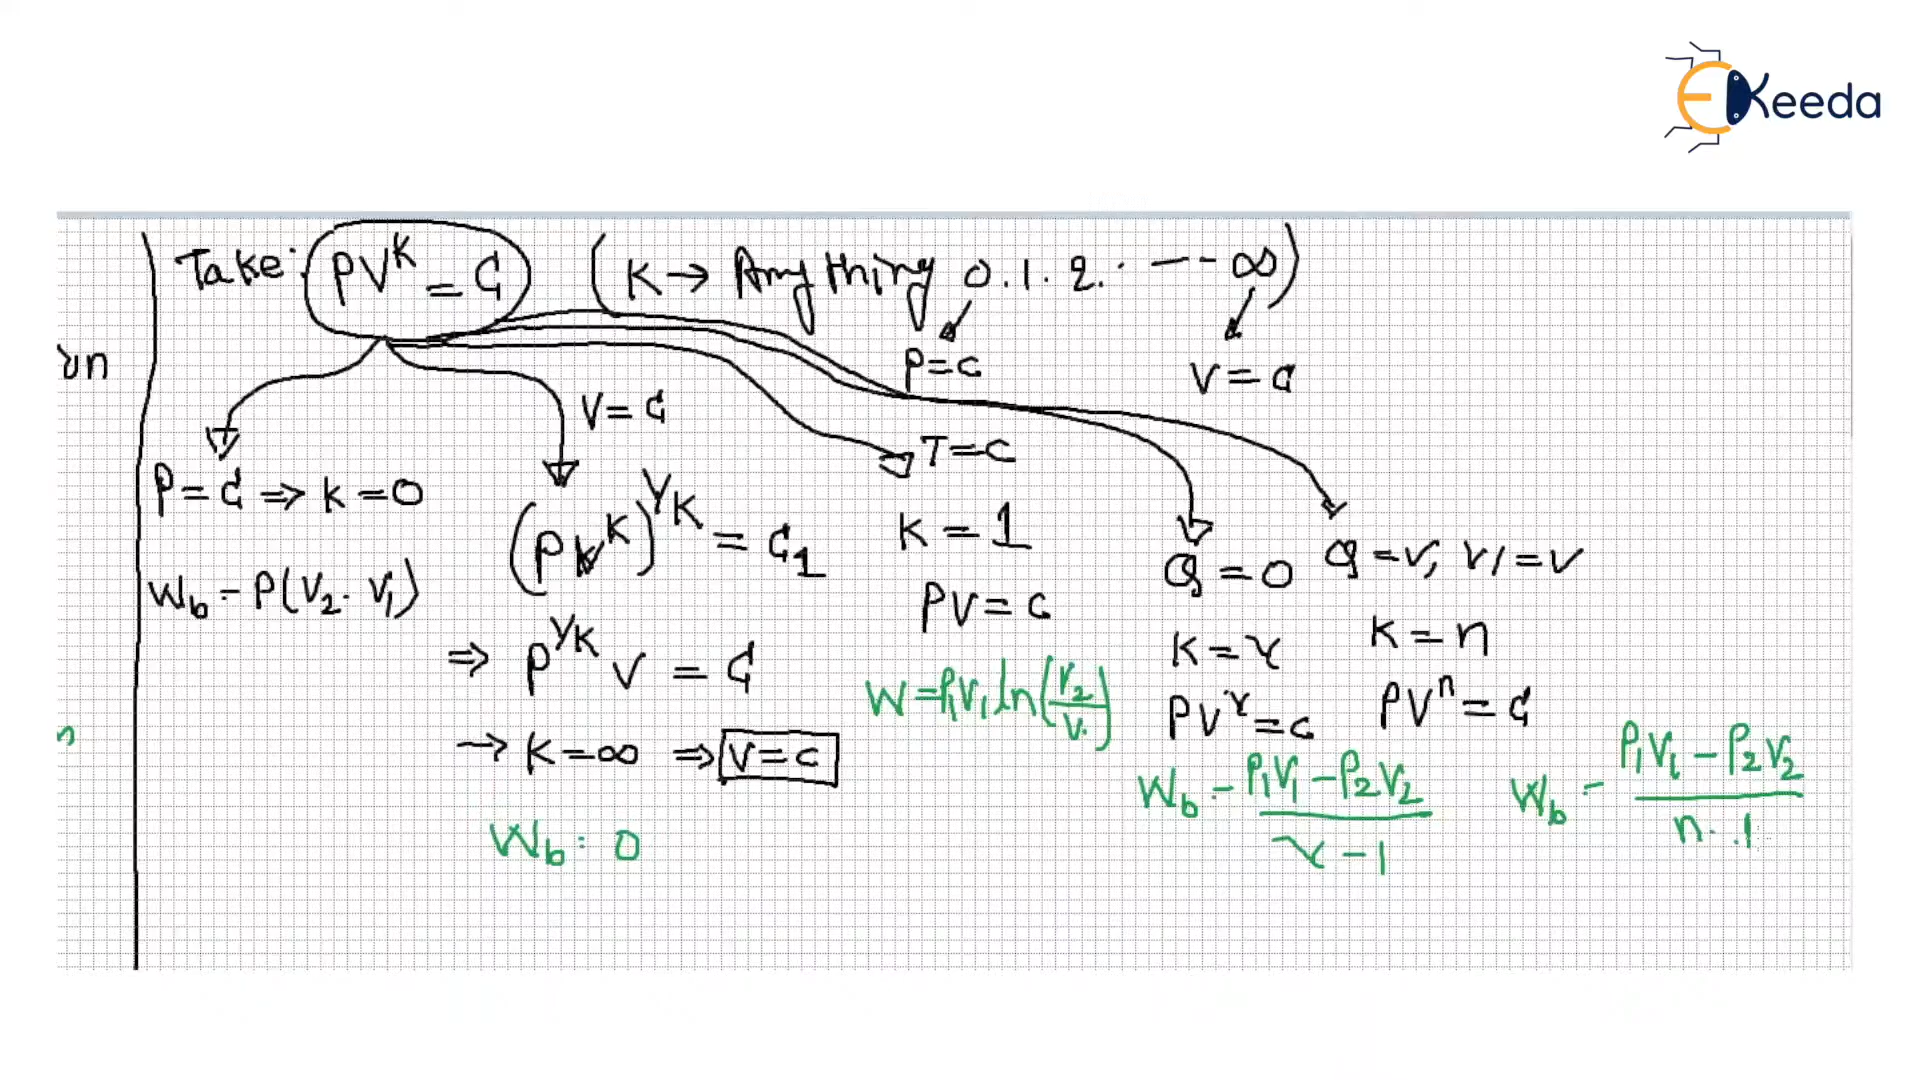 EKeeda
Take: PV^k = C (K → Anything 0.1.2. --- ∞)
P=C
V=C
V=C
T=C
P=C ⇒ K=0
(PV^K)^1/K = C1
K=1
Q=0
Wb = P(V2 - V1)
PV=C
K=γ
K=n
⇒ P^1/K V = C
W=P1V1 ln(V2/V1)
PV^γ=C
PV^n=C
→ K=∞ ⇒ V=C
Wb = P1V1-P2V2 / γ-1
Wb = P1V1-P2V2 / n-1
Wb = 0